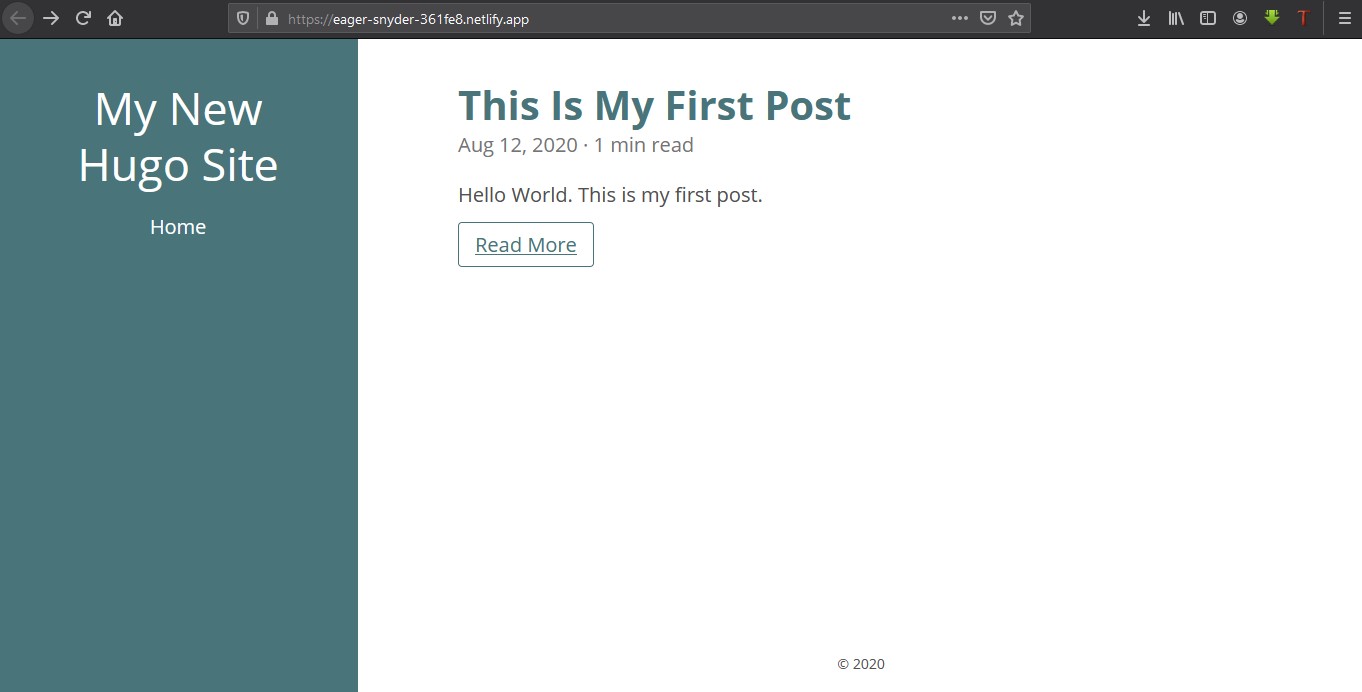 https://eager-snyder-361fe8.netlify.app
My New
Hugo Site
Home
This Is My First Post
Aug 12, 2020 · 1 min read
Hello World. This is my first post.
Read More
© 2020